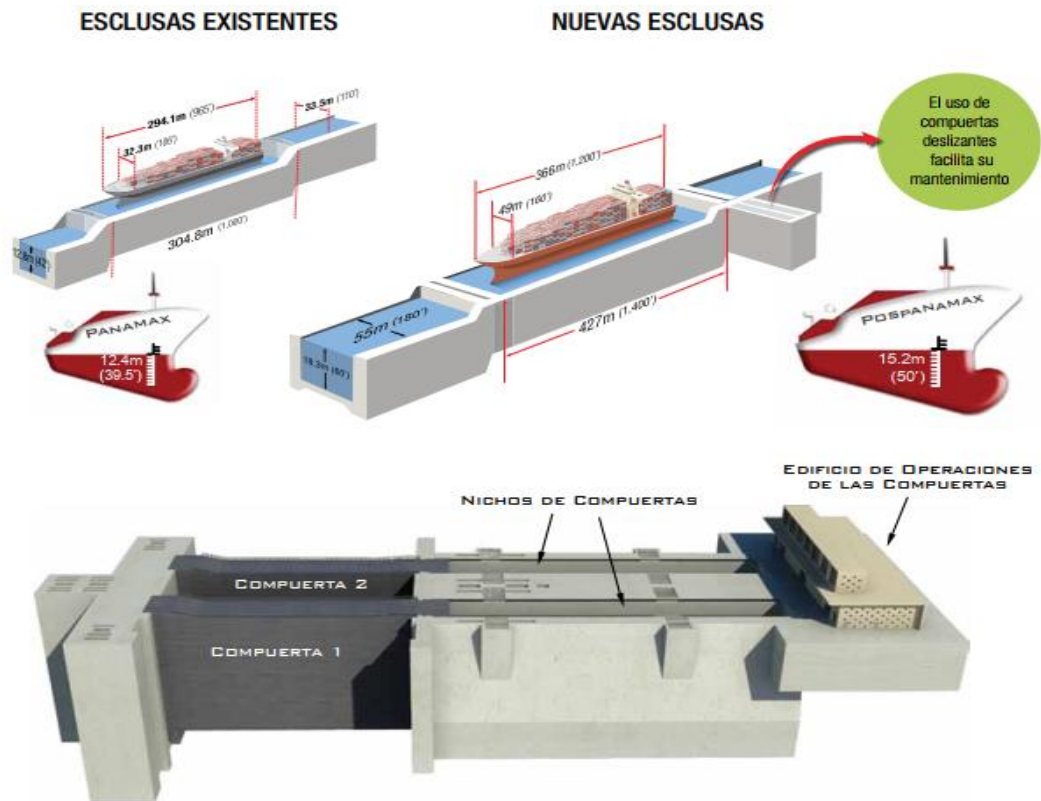 ESCLUSAS EXISTENTES
NUEVAS ESCLUSAS
294.1m (965')
33.5m (110')
32.3m (106')
304.8m (1,000')
12.8m (42')
PANAMAX
12.4m
(39.5')
366m (1,200')
49m (160')
427m (1,400')
55m (180')
18.3m (60')
El uso de
compuertas
deslizantes
facilita su
mantenimiento
POSPANAMAX
15.2m
(50')
EDIFICIO DE OPERACIONES
DE LAS COMPUERTAS
NICHOS DE COMPUERTAS
COMPUERTA 2
COMPUERTA 1